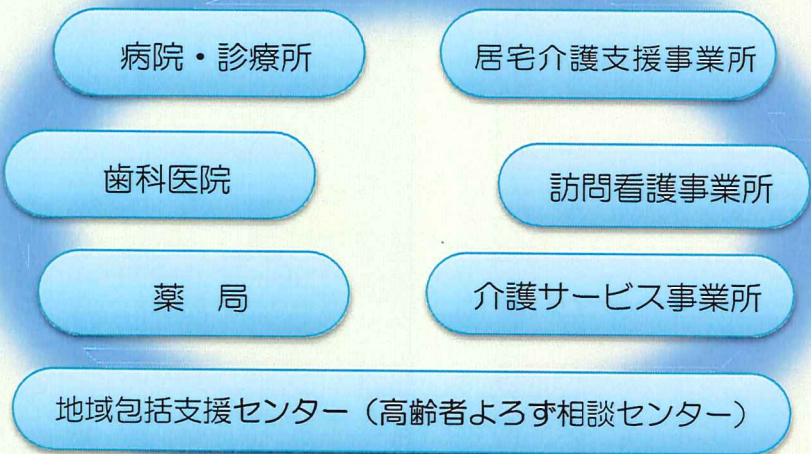 病院・診療所
居宅介護支援事業所
歯科医院
訪問看護事業所
薬　局
介護サービス事業所
地域包括支援センター（高齢者よろず相談センター）